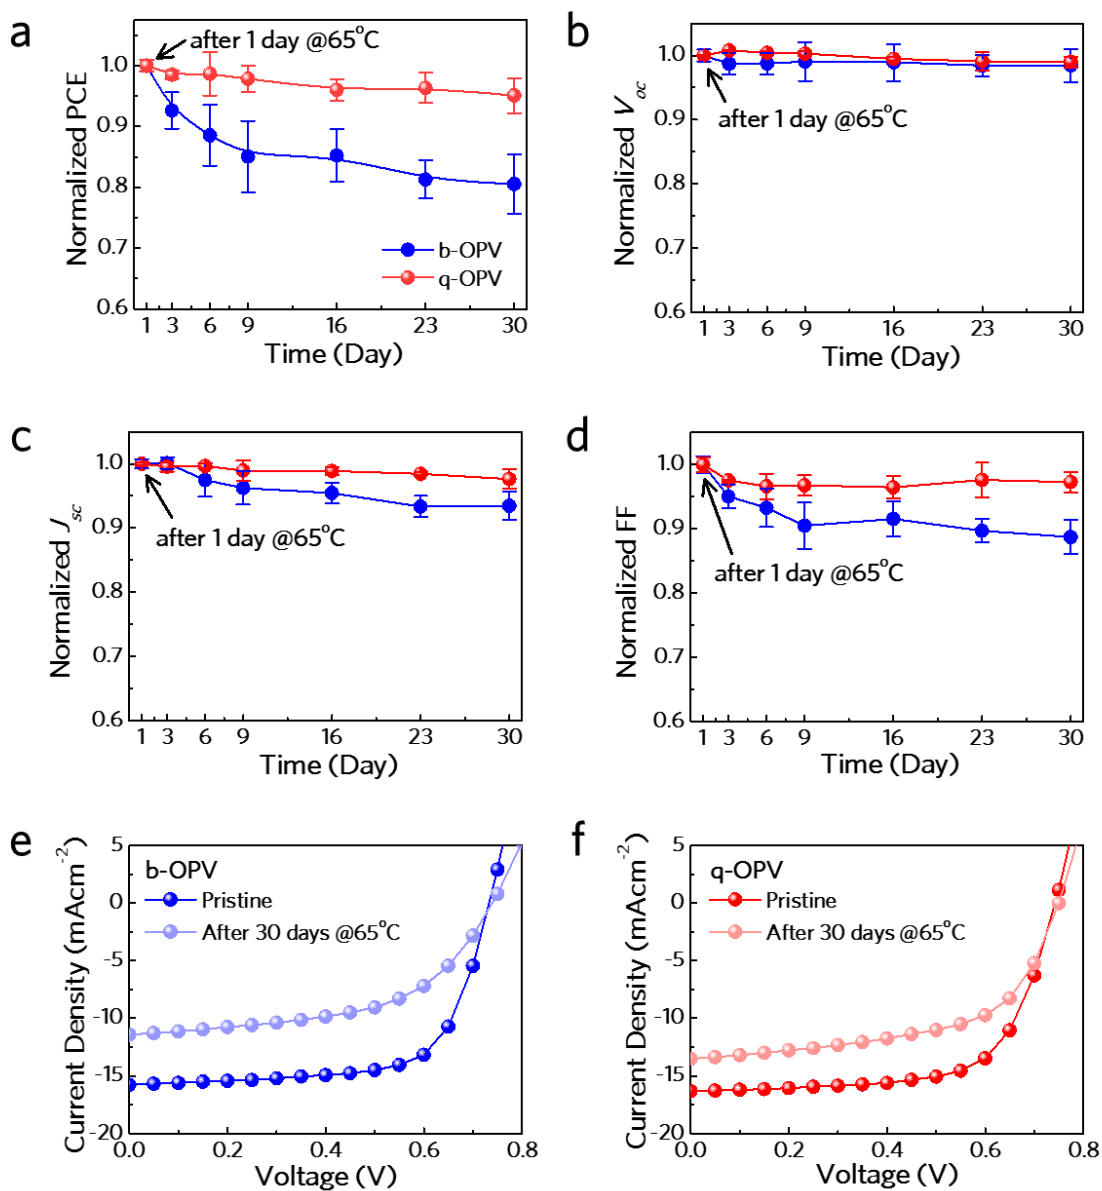 a
after 1 day @65°C
Normalized PCE
1.0
0.9
0.8
0.7
0.6
b-OPV
q-OPV
1 3 6 9 16 23 30
Time (Day)
b
Normalized Voc
1.0
0.9
0.8
0.7
0.6
after 1 day @65°C
1 3 6 9 16 23 30
Time (Day)
c
Normalized Jsc
1.0
0.9
0.8
0.7
0.6
after 1 day @65°C
1 3 6 9 16 23 30
Time (Day)
d
Normalized FF
1.0
0.9
0.8
0.7
0.6
after 1 day @65°C
1 3 6 9 16 23 30
Time (Day)
e
Current Density (mAcm⁻²)
5
0
-5
-10
-15
-20
b-OPV
Pristine
After 30 days @65°C
0.0 0.2 0.4 0.6 0.8
Voltage (V)
f
Current Density (mAcm⁻²)
5
0
-5
-10
-15
-20
q-OPV
Pristine
After 30 days @65°C
0.0 0.2 0.4 0.6 0.8
Voltage (V)